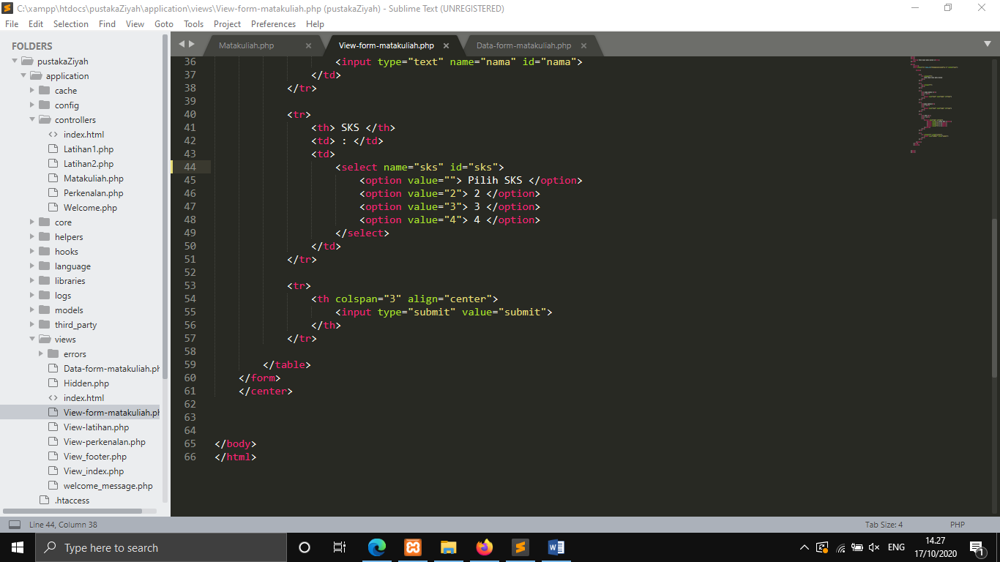 C:\xampp\htdocs\pustakaZiyah\application\views\View-form-matakuliah.php (pustakaZiyah) - Sublime Text (UNREGISTERED)
File Edit Selection Find View Goto Tools Project Preferences Help
FOLDERS
pustakaZiyah
application
cache
config
controllers
index.html
Latihan1.php
Latihan2.php
Matakuliah.php
Perkenalan.php
Welcome.php
core
helpers
hooks
language
libraries
logs
models
third_party
views
errors
Data-form-matakuliah.ph
Hidden.php
index.html
View-form-matakuliah.ph
View-latihan.php
View-perkenalan.php
View_footer.php
View_index.php
welcome_message.php
.htaccess
Matakuliah.php View-form-matakuliah.php Data-form-matakuliah.php
36 <input type="text" name="nama" id="nama">
37 </td>
38 </tr>
39
40 <tr>
41 <th> SKS </th>
42 <td> : </td>
43 <td>
44 <select name="sks" id="sks">
45 <option value=""> Pilih SKS </option>
46 <option value="2"> 2 </option>
47 <option value="3"> 3 </option>
48 <option value="4"> 4 </option>
49 </select>
50 </td>
51 </tr>
52
53 <tr>
54 <th colspan="3" align="center">
55 <input type="submit" value="submit">
56 </th>
57 </tr>
58
59 </table>
60 </form>
61 </center>
62
63
64
65 </body>
66 </html>
Line 44, Column 38 Tab Size: 4 PHP
Type here to search
ENG
14.27
17/10/2020
1